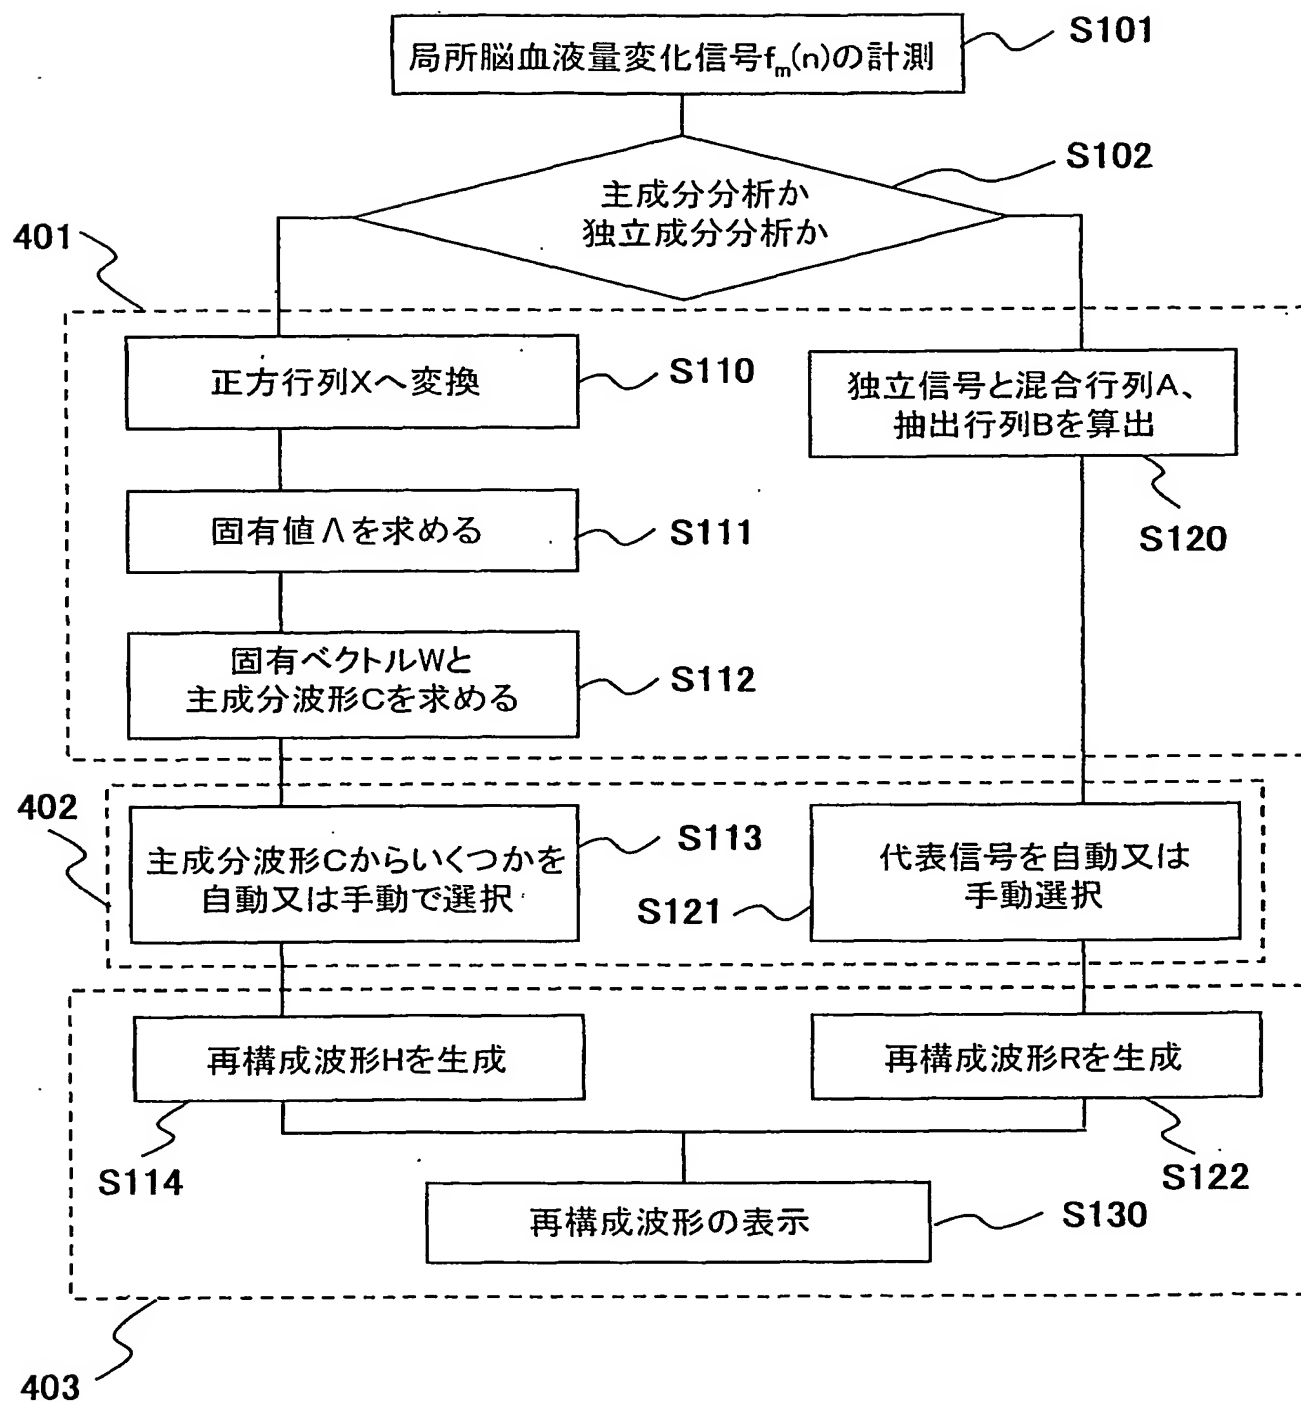 局所脳血液量変化信号fm(n)の計測
S101
主成分分析か
独立成分分析か
S102
401
正方行列Xへ変換
S110
独立信号と混合行列A、
抽出行列Bを算出
S120
固有値Λを求める
S111
固有ベクトルWと
主成分波形Cを求める
S112
402
主成分波形Cからいくつかを
自動又は手動で選択
S113
代表信号を自動又は
手動選択
S121
再構成波形Hを生成
S114
再構成波形Rを生成
S122
再構成波形の表示
S130
403